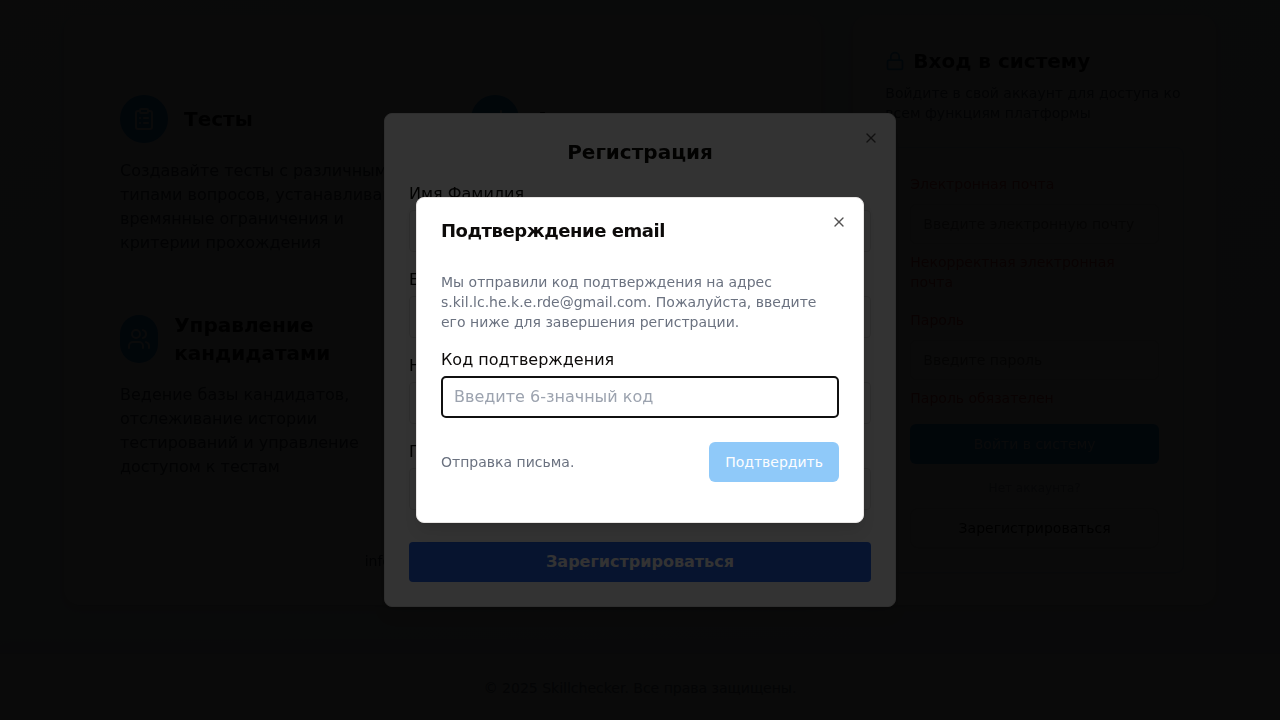 Тесты
Создавайте тесты с различным
типами вопросов, устанавлива
временные ограничения и
критерии прохождения
Управление
кандидатами
Ведение базы кандидатов,
отслеживание истории
тестирований и управление
доступом к тестам
Регистрация
Имя Фамилия
Подтверждение email
Мы отправили код подтверждения на адрес
s.kil.lc.he.k.e.rde@gmail.com. Пожалуйста, введите
его ниже для завершения регистрации.
Код подтверждения
Введите 6-значный код
Отправка письма.
Подтвердить
Зарегистрироваться
Вход в систему
Войдите в свой аккаунт для доступа ко
всем функциям платформы
Электронная почта
Введите электронную почту
Некорректная электронная
почта
Пароль
Введите пароль
Пароль обязателен
Войти в систему
Нет аккаунта?
Зарегистрироваться
© 2025 Skillchecker. Все права защищены.